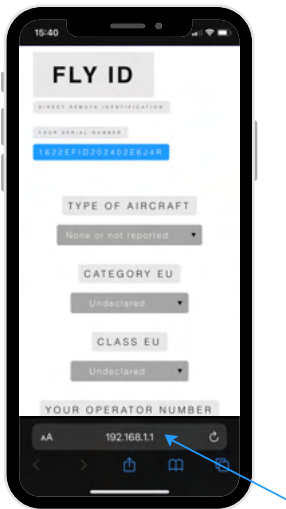 15:40
FLY ID
DIRECT REMOTE IDENTIFICATION
YOUR SERIAL NUMBER
1622EFID202402E6J4R
TYPE OF AIRCRAFT
None or not reported
CATEGORY EU
Undeclared
CLASS EU
Undeclared
YOUR OPERATOR NUMBER
AA 192.168.1.1